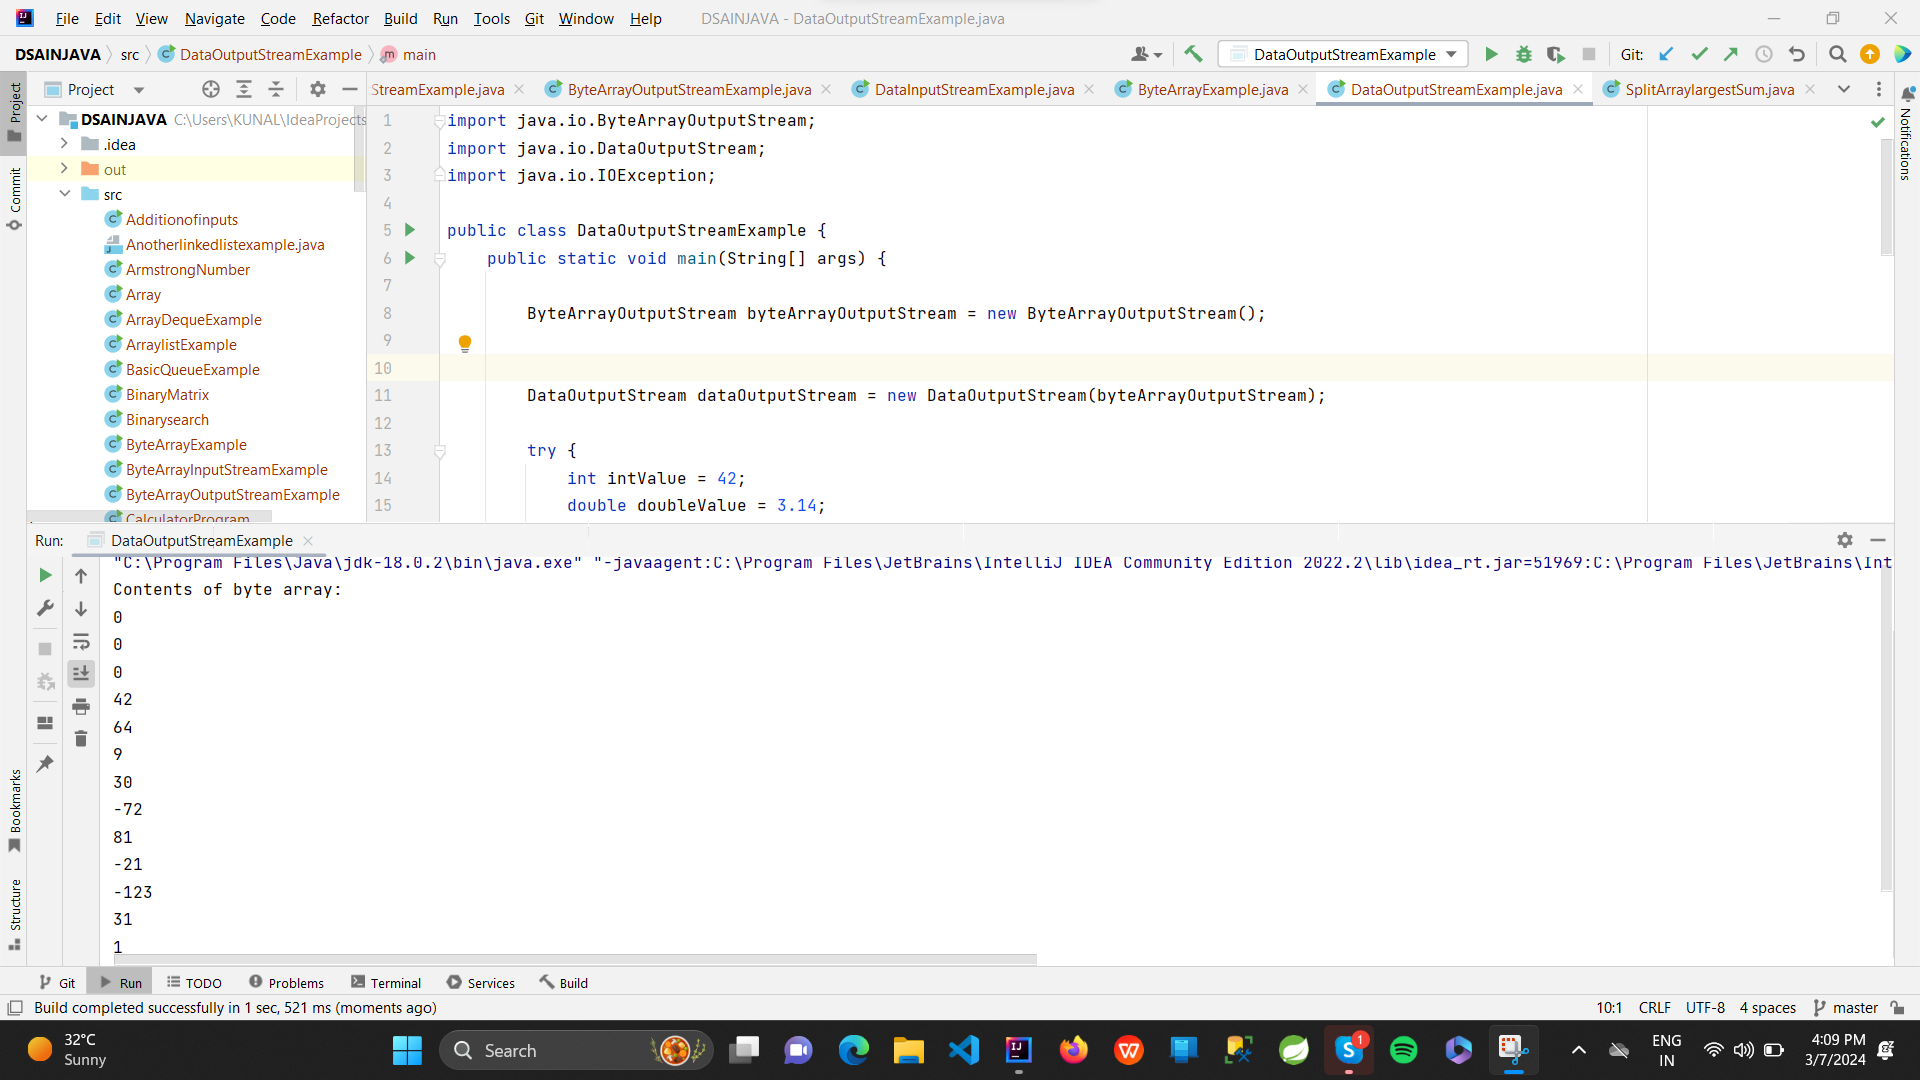 File Edit View Navigate Code Refactor Build Run Tools Git Window Help DSAINJAVA - DataOutputStreamExample.java
DSAINJAVA src DataOutputStreamExample main DataOutputStreamExample Git:
Project StreamExample.java ByteArrayOutputStreamExample.java DataInputStreamExample.java ByteArrayExample.java DataOutputStreamExample.java SplitArraylargestSum.java
Project
Commit
Bookmarks
Structure
Notifications
DSAINJAVA C:\Users\KUNAL\IdeaProjects
.idea
out
src
Additionofinputs
Anotherlinkedlistexample.java
ArmstrongNumber
Array
ArrayDequeExample
ArraylistExample
BasicQueueExample
BinaryMatrix
Binarysearch
ByteArrayExample
ByteArrayInputStreamExample
ByteArrayOutputStreamExample
CalculatorProgram
1 import java.io.ByteArrayOutputStream;
2 import java.io.DataOutputStream;
3 import java.io.IOException;
4
5 public class DataOutputStreamExample {
6 public static void main(String[] args) {
7
8 ByteArrayOutputStream byteArrayOutputStream = new ByteArrayOutputStream();
9
10
11 DataOutputStream dataOutputStream = new DataOutputStream(byteArrayOutputStream);
12
13 try {
14 int intValue = 42;
15 double doubleValue = 3.14;
Run: DataOutputStreamExample
"C:\Program Files\Java\jdk-18.0.2\bin\java.exe" "-javaagent:C:\Program Files\JetBrains\IntelliJ IDEA Community Edition 2022.2\lib\idea_rt.jar=51969:C:\Program Files\JetBrains\Int
Contents of byte array:
0
0
0
42
64
9
30
-72
81
-21
-123
31
1
Git Run TODO Problems Terminal Services Build
Build completed successfully in 1 sec, 521 ms (moments ago) 10:1 CRLF UTF-8 4 spaces master
32°C
Sunny
Search
1
ENG
IN
4:09 PM
3/7/2024